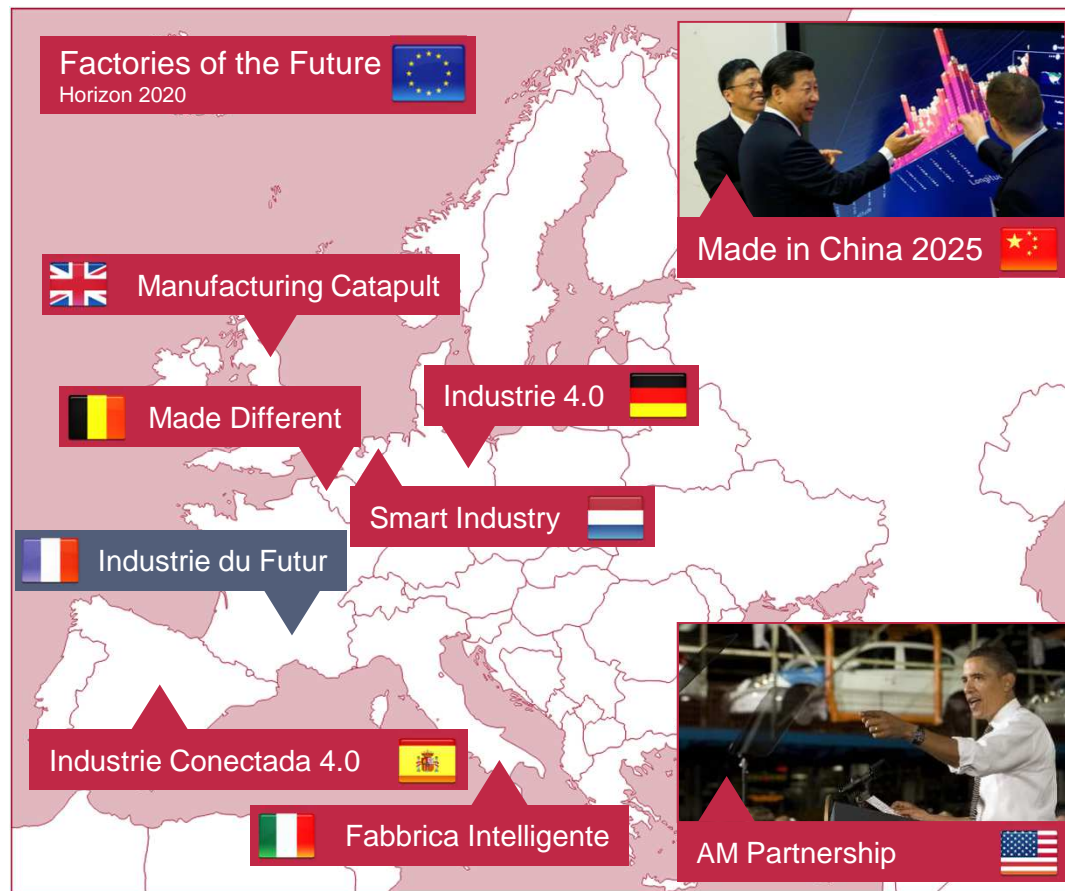 Factories of the Future
Horizon 2020
Longitu
Made in China 2025
Manufacturing Catapult
Industrie 4.0
Made Different
Smart Industry
Industrie du Futur
Industrie Conectada 4.0
Fabbrica Intelligente
AM Partnership